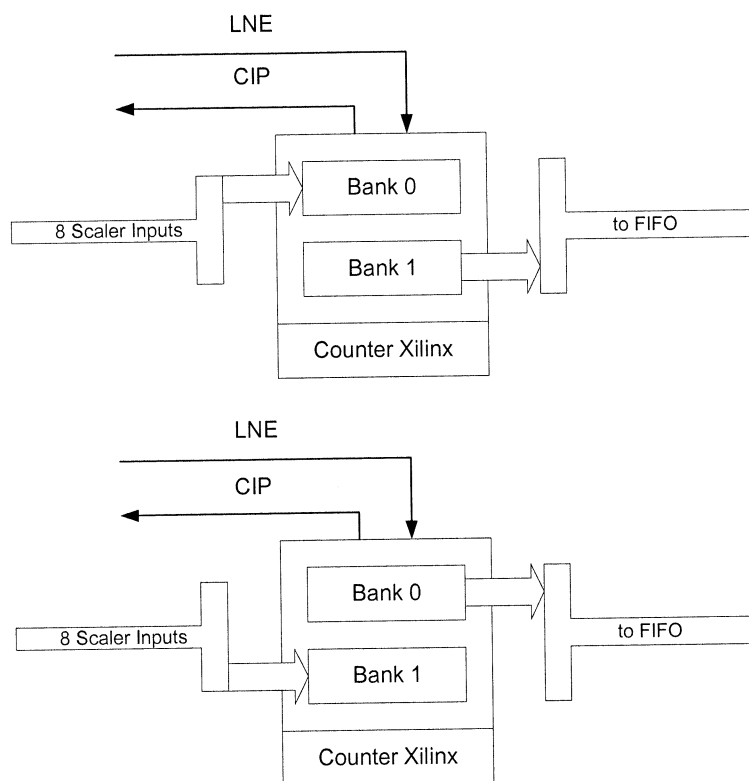 LNE
CIP
Bank 0
8 Scaler Inputs
to FIFO
Bank 1
Counter Xilinx
LNE
CIP
Bank 0
8 Scaler Inputs
to FIFO
Bank 1
Counter Xilinx